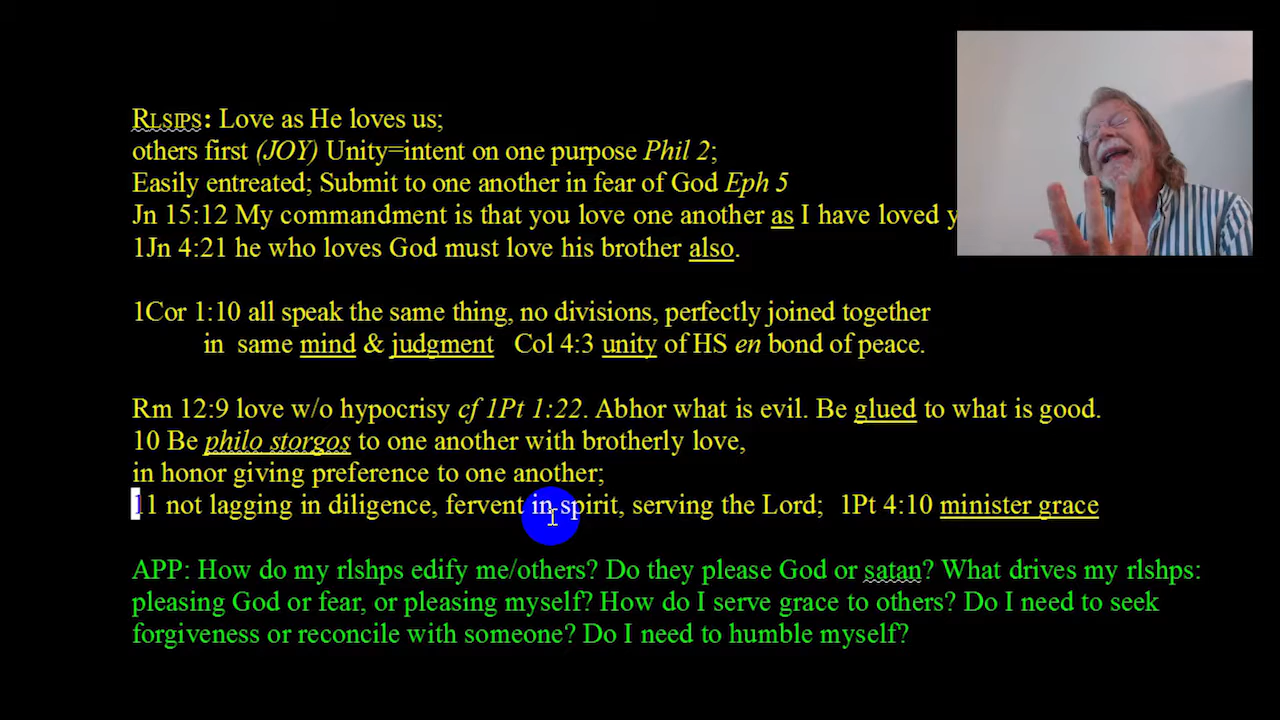 RLSIPS: Love as He loves us;
others first (JOY) Unity=intent on one purpose Phil 2;
Easily entreated; Submit to one another in fear of God Eph 5
Jn 15:12 My commandment is that you love one another as I have loved
1Jn 4:21 he who loves God must love his brother also.
1Cor 1:10 all speak the same thing, no divisions, perfectly joined together
in same mind & judgment Col 4:3 unity of HS en bond of peace.
Rm 12:9 love w/o hypocrisy cf 1Pt 1:22. Abhor what is evil. Be glued to what is good.
10 Be philo storgos to one another with brotherly love,
in honor giving preference to one another;
11 not lagging in diligence, fervent in spirit, serving the Lord; 1Pt 4:10 minister grace
APP: How do my rlshps edify me/others? Do they please God or satan? What drives my rlshps:
pleasing God or fear, or pleasing myself? How do I serve grace to others? Do I need to seek
forgiveness or reconcile with someone? Do I need to humble myself?